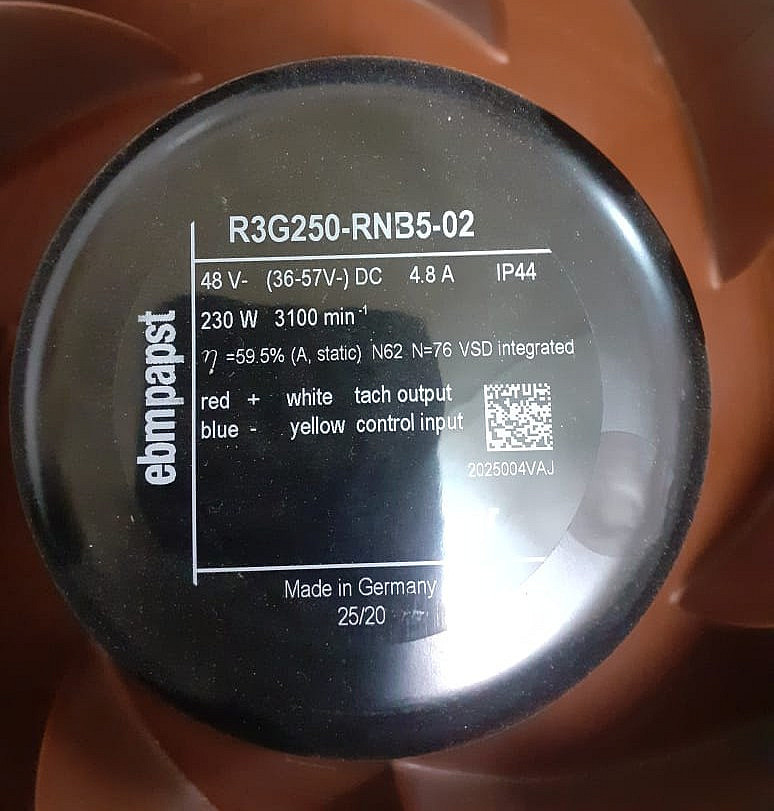 R3G250-RNB5-02
48 V- (36-57V-) DC 4.8 A IP44
230 W 3100 min⁻¹
η =59.5% (A, static) N62 N=76 VSD integrated
red + white tach output
blue - yellow control input
2025004VAJ
ebmpapst
Made in Germany
25/20